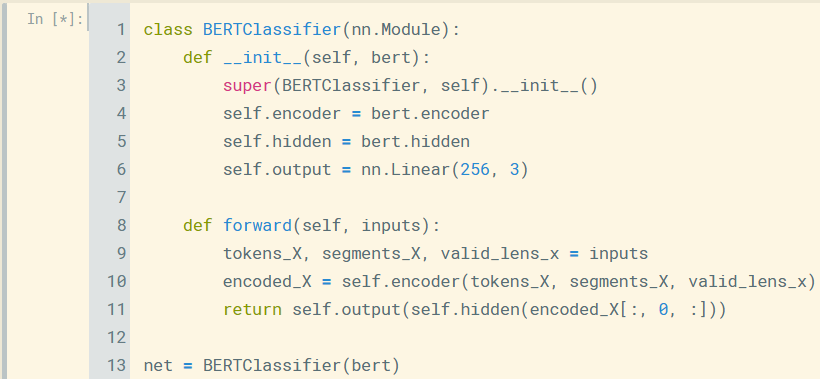 In [*]:
1 class BERTClassifier(nn.Module):
2     def __init__(self, bert):
3         super(BERTClassifier, self).__init__()
4         self.encoder = bert.encoder
5         self.hidden = bert.hidden
6         self.output = nn.Linear(256, 3)
7
8     def forward(self, inputs):
9         tokens_X, segments_X, valid_lens_x = inputs
10         encoded_X = self.encoder(tokens_X, segments_X, valid_lens_x)
11         return self.output(self.hidden(encoded_X[:, 0, :]))
12
13 net = BERTClassifier(bert)